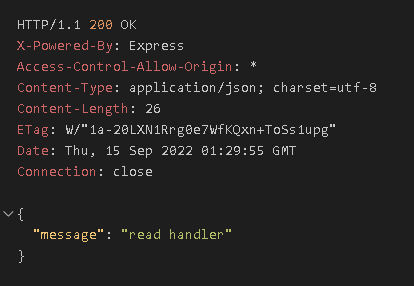 HTTP/1.1 200 OK
X-Powered-By: Express
Access-Control-Allow-Origin: *
Content-Type: application/json; charset=utf-8
Content-Length: 26
ETag: W/"1a-20LXN1Rrg0e7WfKQxn+ToSs1upg"
Date: Thu, 15 Sep 2022 01:29:55 GMT
Connection: close
{
"message": "read handler"
}